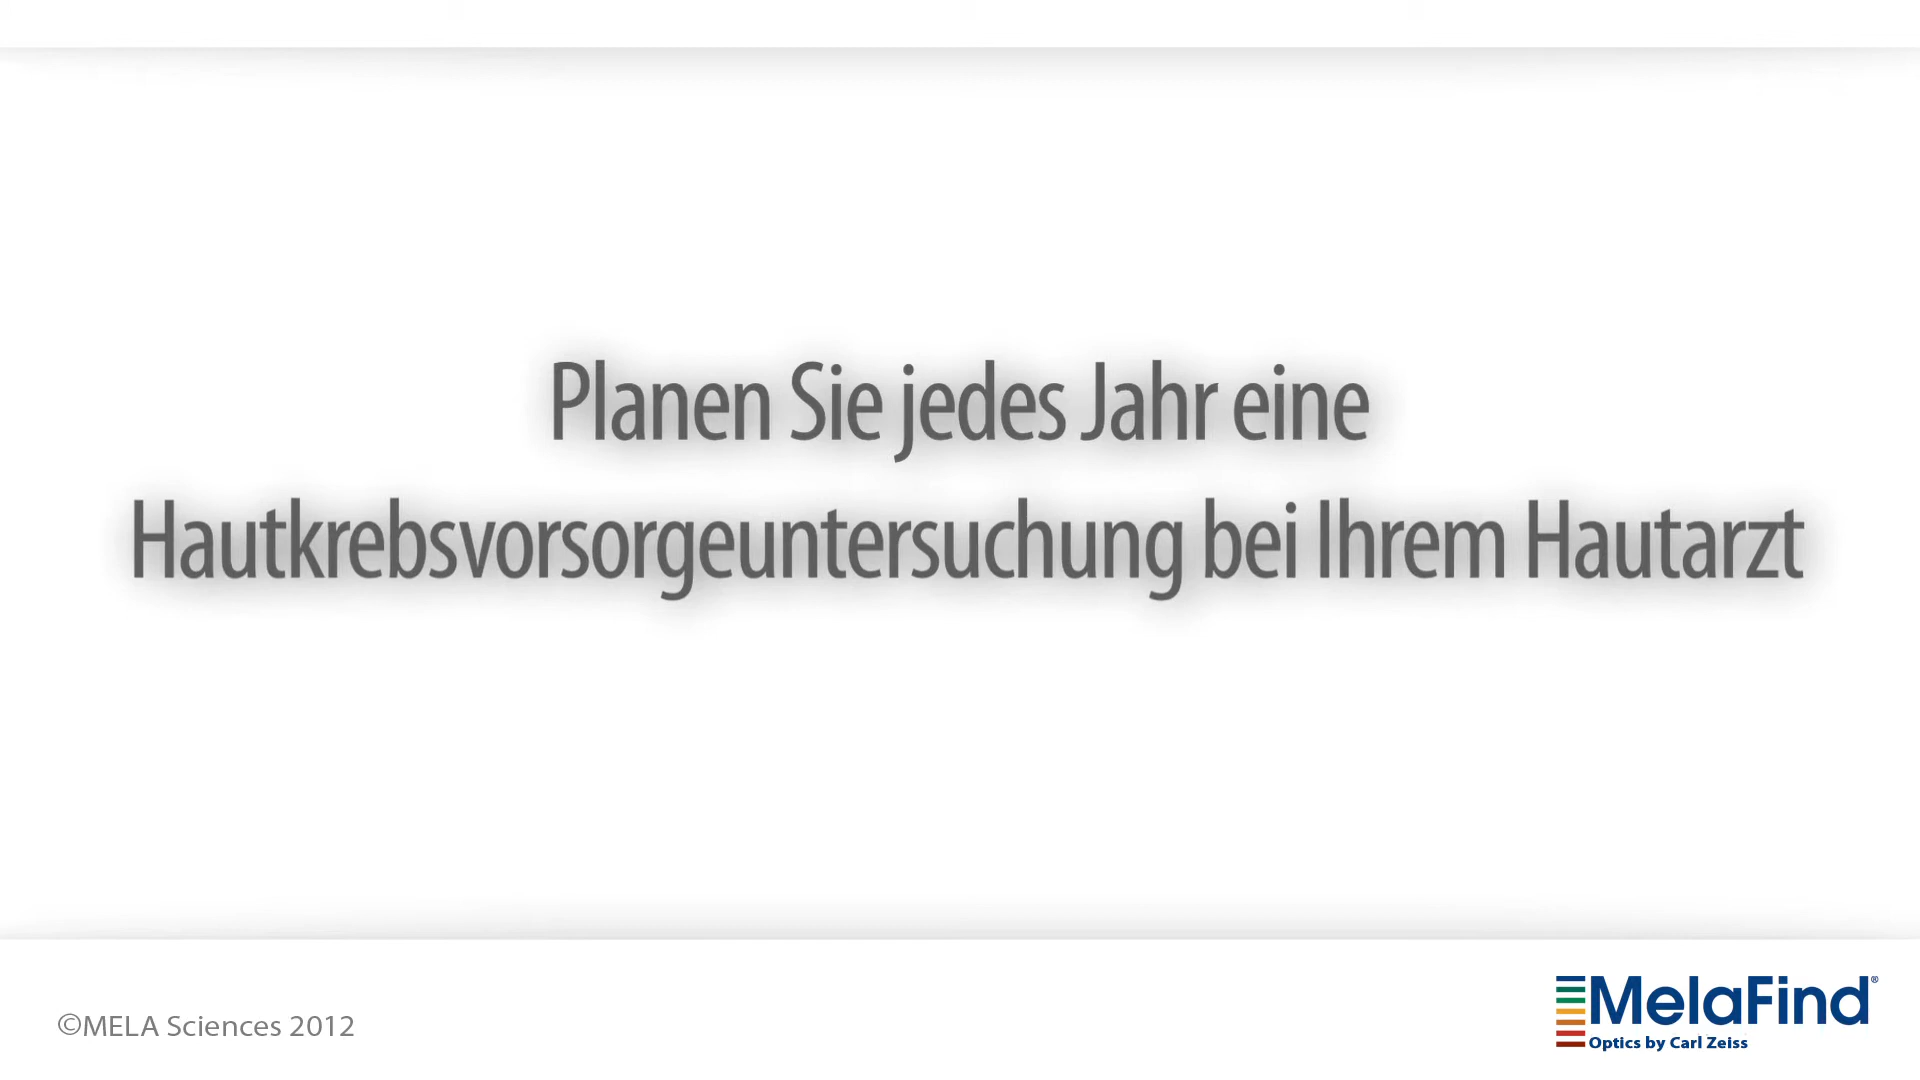 Planen Sie jedes Jahr eine
Hautkrebsvorsorgeuntersuchung bei Ihrem Hautarzt
©MELA Sciences 2012
MelaFind®
Optics by Carl Zeiss